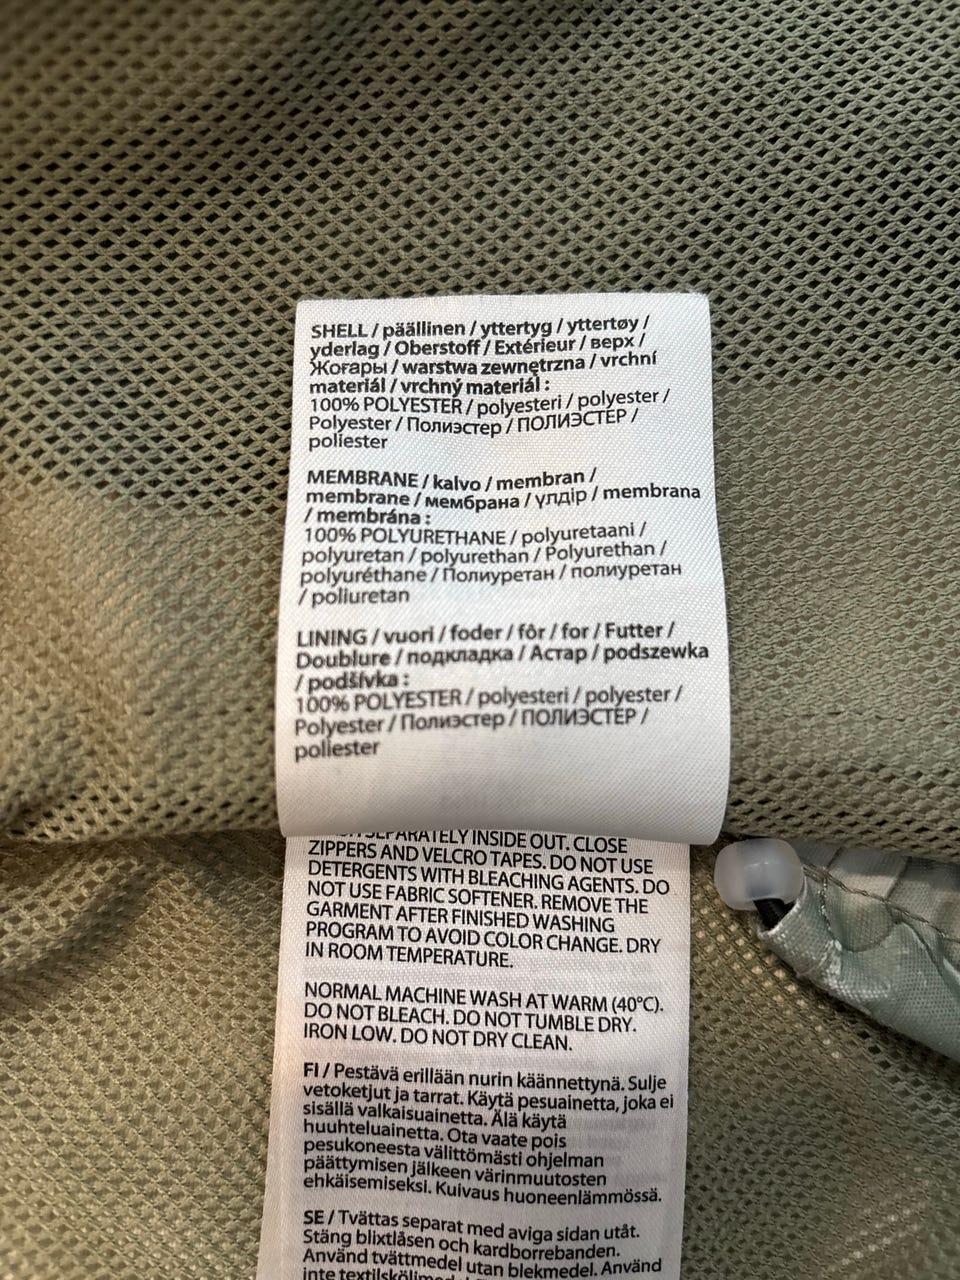 SHELL / päällinen / yttertyg / yttertøy /
yderlag / Oberstoff / Extérieur / верх /
Жоғары / warstwa zewnętrzna / vrchní
materiál / vrchný materiál :
100% POLYESTER / polyesteri / polyester /
Polyester / Полиэстер / ПОЛИЭСТЕР /
poliester
MEMBRANE / kalvo / membran /
membrane / мембрана / үлдір / membrana
/ membrána :
100% POLYURETHANE / polyuretaani /
polyuretan / polyurethan / Polyurethan /
polyuréthane / Полиуретан / полиуретан
/ poliuretan
LINING / vuori / foder / fôr / for / Futter /
Doublure / подкладка / Астар / podszewka
/ podšívka :
100% POLYESTER / polyesteri / polyester /
Polyester / Полиэстер / ПОЛИЭСТЕР /
poliester
SEPARATELY INSIDE OUT. CLOSE
ZIPPERS AND VELCRO TAPES. DO NOT USE
DETERGENTS WITH BLEACHING AGENTS. DO
NOT USE FABRIC SOFTENER. REMOVE THE
GARMENT AFTER FINISHED WASHING
PROGRAM TO AVOID COLOR CHANGE. DRY
IN ROOM TEMPERATURE.
NORMAL MACHINE WASH AT WARM (40°C).
DO NOT BLEACH. DO NOT TUMBLE DRY.
IRON LOW. DO NOT DRY CLEAN.
FI / Pestävä erillään nurin käännettynä. Sulje
vetoketjut ja tarrat. Käytä pesuainetta, joka ei
sisällä valkaisuainetta. Älä käytä
huuhteluainetta. Ota vaate pois
pesukoneesta välittömästi ohjelman
päättymisen jälkeen värinmuutosten
ehkäisemiseksi. Kuivaus huoneenlämmössä.
SE / Tvättas separat med aviga sidan utåt.
Stäng blixtlåsen och kardborrebanden.
Använd tvättmedel utan blekmedel. Använd
inte